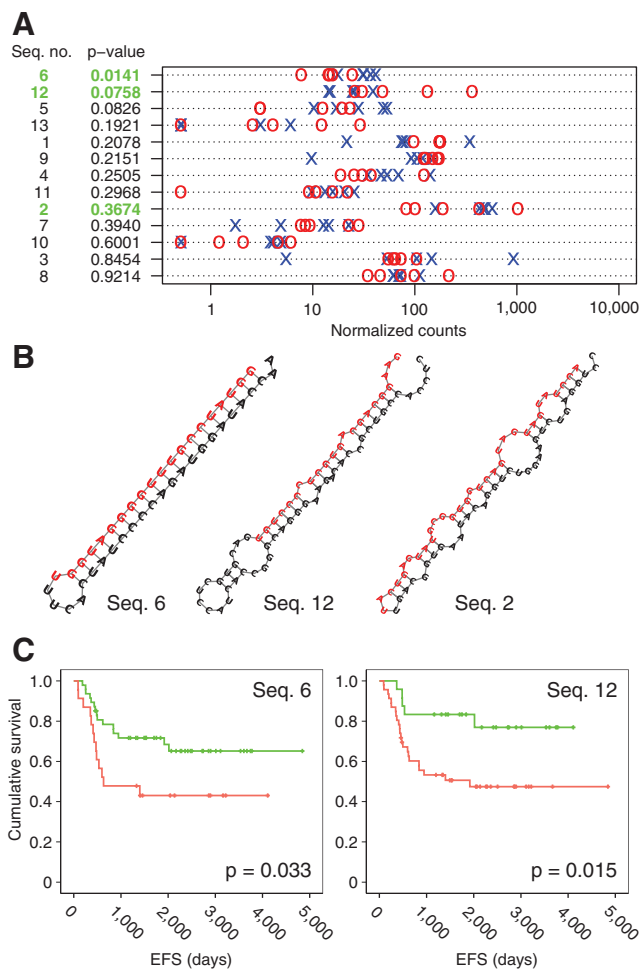 A
Seq. no. p-value
6 0.0141
12 0.0758
5 0.0826
13 0.1921
1 0.2078
9 0.2151
4 0.2505
11 0.2968
2 0.3674
7 0.3940
10 0.6001
3 0.8454
8 0.9214
1 10 100 1,000 10,000
Normalized counts
B
Seq. 6 Seq. 12 Seq. 2
C
Cumulative survival
1.0
0.8
0.6
0.4
0.2
0
Seq. 6
p = 0.033
0 1,000 2,000 3,000 4,000 5,000
EFS (days)
1.0
0.8
0.6
0.4
0.2
0
Seq. 12
p = 0.015
0 1,000 2,000 3,000 4,000 5,000
EFS (days)